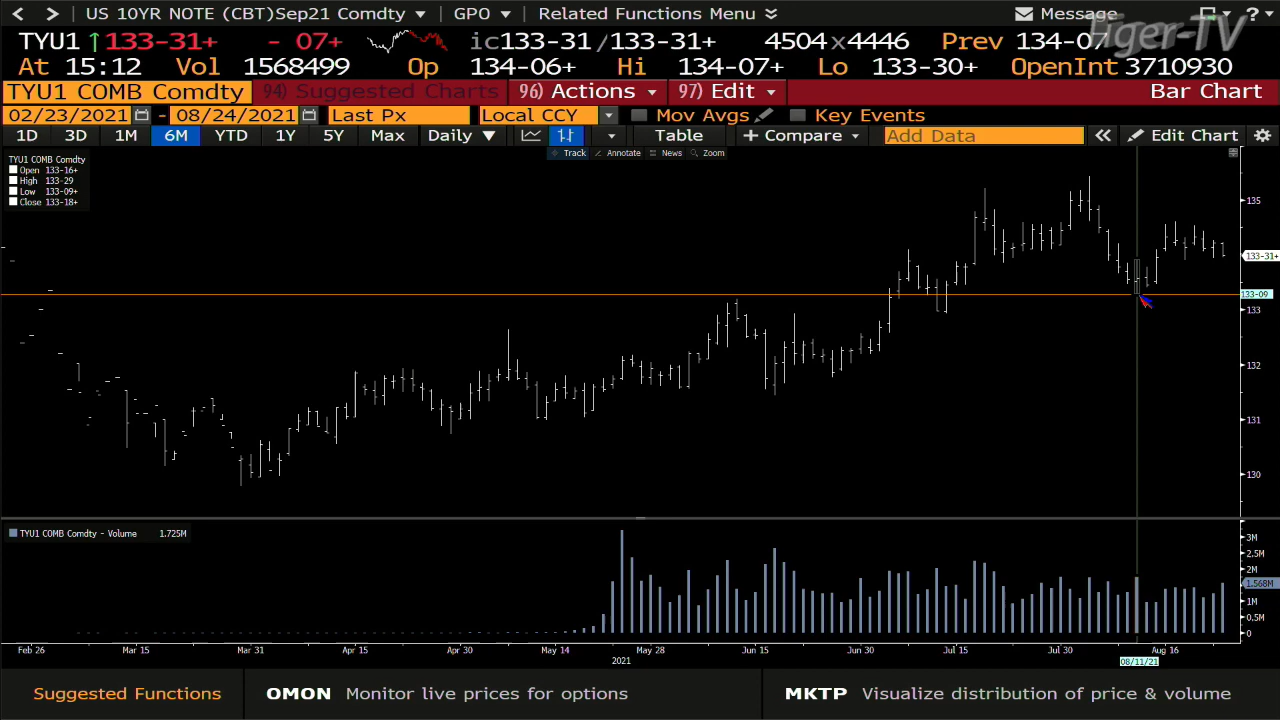 US 10YR NOTE (CBT)Sep21 Comdty GPO Related Functions Menu Message ?
Tiger-TV
TYU1 ↑133-31+ - 07+ ic133-31/133-31+ 4504x4446 Prev 134-07
At 15:12 Vol 1568499 Op 134-06+ Hi 134-07+ Lo 133-30+ OpenInt 3710930
TYU1 COMB Comdty 94) Suggested Charts 96) Actions 97) Edit Bar Chart
02/23/2021 - 08/24/2021 Last Px Local CCY Mov Avgs Key Events
1D 3D 1M 6M YTD 1Y 5Y Max Daily ▼ Table + Compare Add Data « Edit Chart
Track Annotate News Zoom
TYU1 COMB Comdty
Open 133-16+
High 133-29
Low 133-09+
Close 133-18+
135
133-31+
133-09
133
132
131
130
TYU1 COMB Comdty - Volume 1.725M
3M
2.5M
2M
1.568M
1M
0.5M
0
Feb 26 Mar 15 Mar 31 Apr 15 Apr 30 May 14 May 28 Jun 15 Jun 30 Jul 15 Jul 30 Aug 16
2021 08/11/21
Suggested Functions OMON Monitor live prices for options MKTP Visualize distribution of price & volume